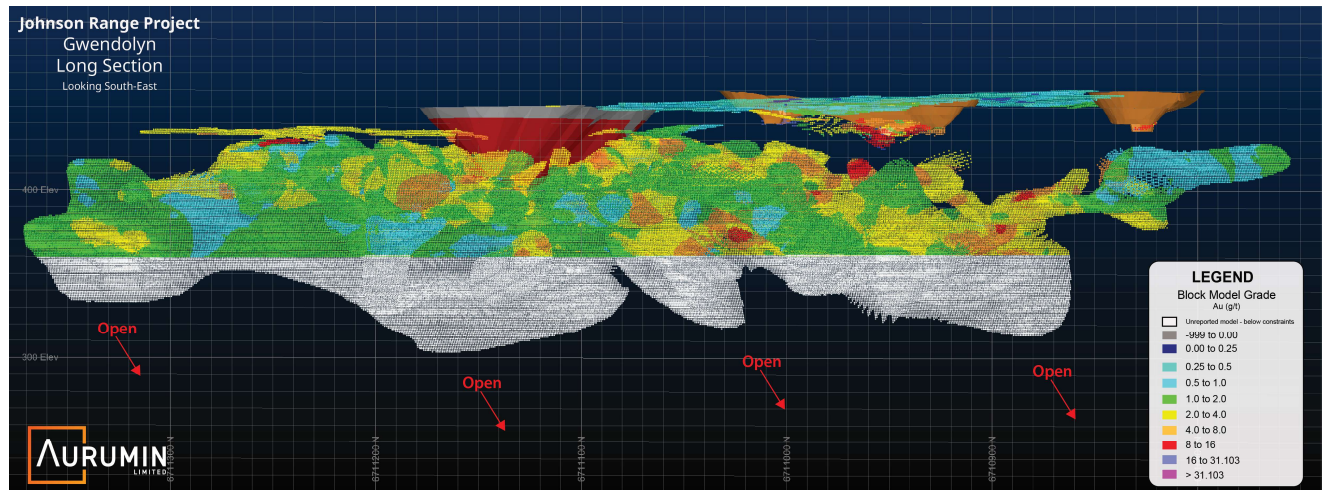 Johnson Range Project
Gwendolyn
Long Section
Looking South-East
400 Elev
300 Elev
Open
Open
Open
Open
6711300 N
6711200 N
6711100 N
6711000 N
6710900 N
AURUMIN
LIMITED
LEGEND
Block Model Grade
Au (g/t)
Unreported model - below constraints
-999 to 0.00
0.00 to 0.25
0.25 to 0.5
0.5 to 1.0
1.0 to 2.0
2.0 to 4.0
4.0 to 8.0
8 to 16
16 to 31.103
> 31.103